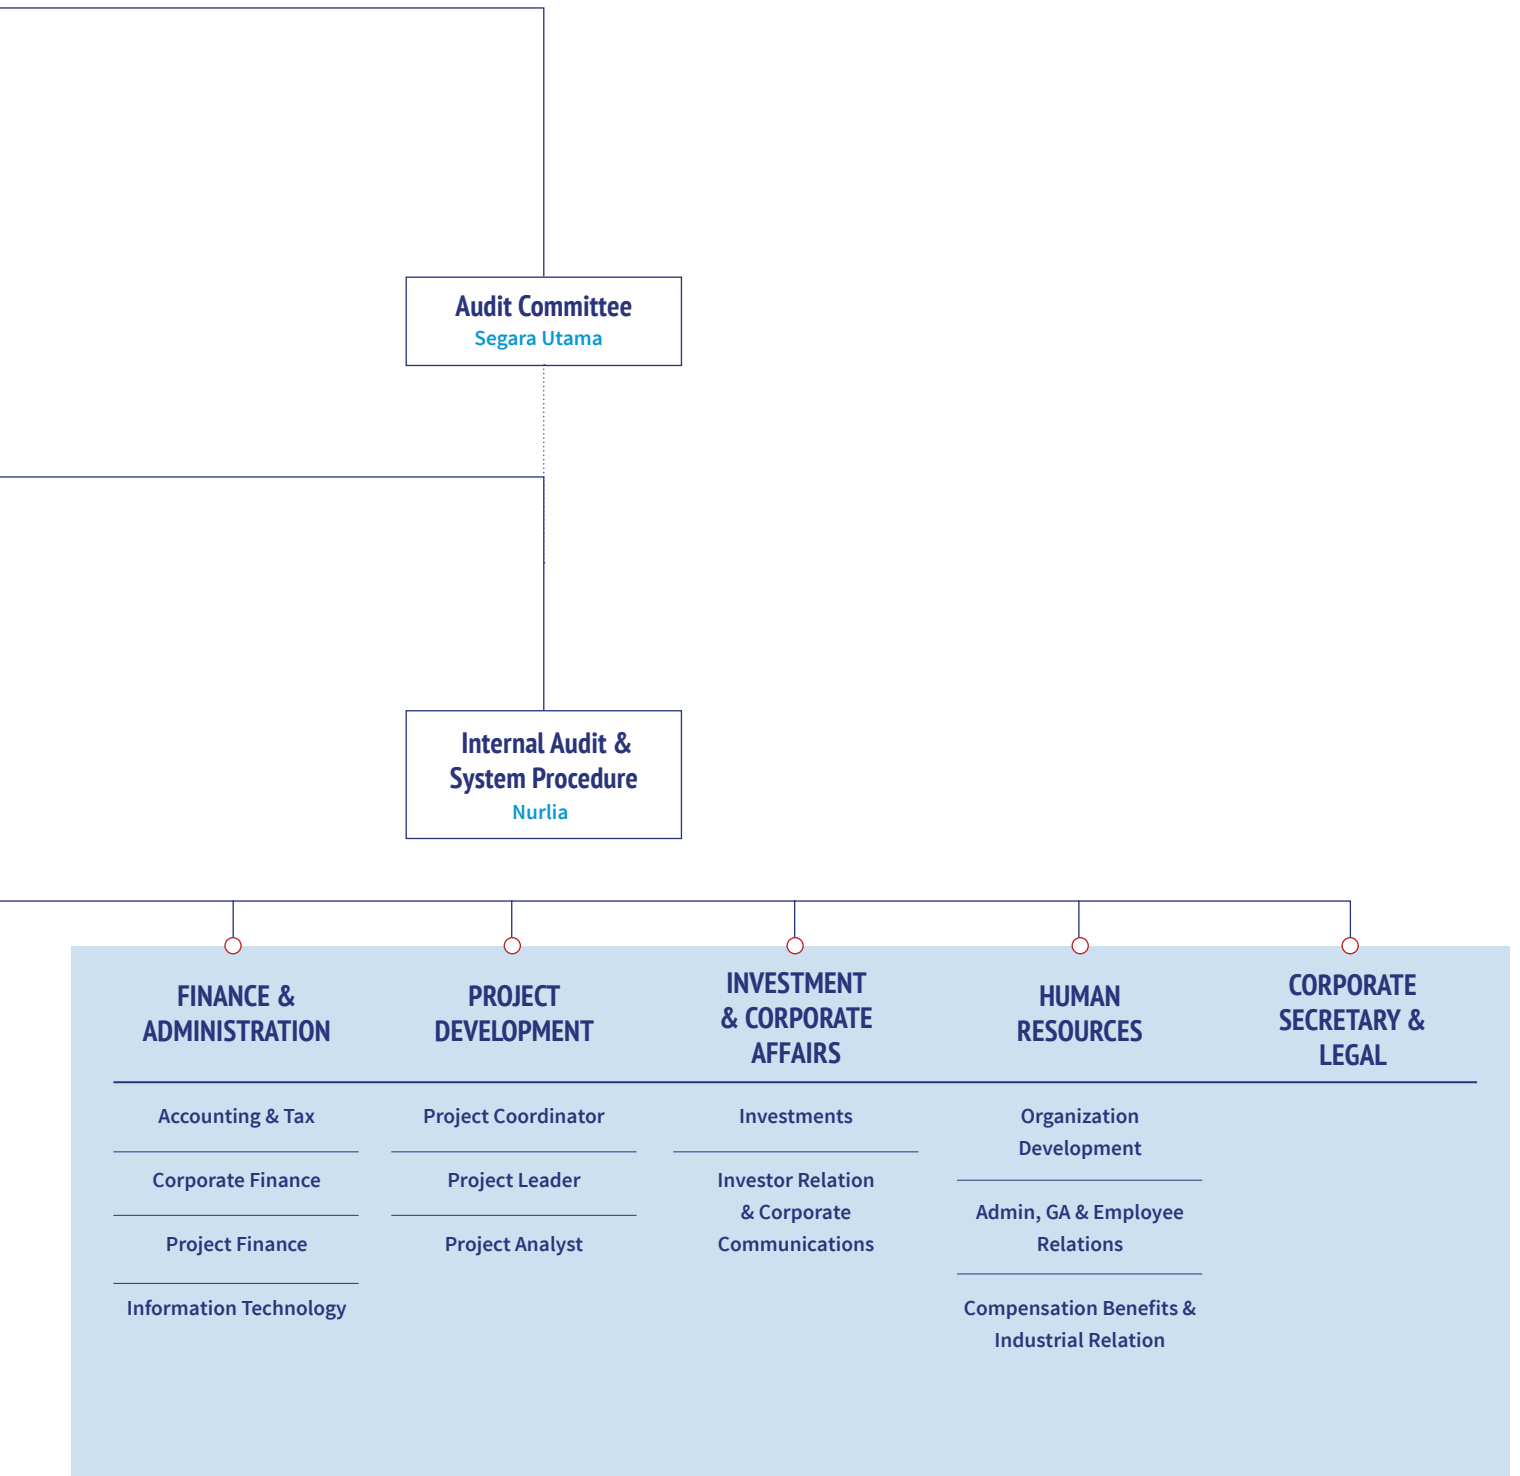 Audit Committee
Segara Utama
Internal Audit &
System Procedure
Nurlia
FINANCE &
ADMINISTRATION
Accounting & Tax
Corporate Finance
Project Finance
Information Technology
PROJECT
DEVELOPMENT
Project Coordinator
Project Leader
Project Analyst
INVESTMENT
& CORPORATE
AFFAIRS
Investments
Investor Relation
& Corporate
Communications
HUMAN
RESOURCES
Organization
Development
Admin, GA & Employee
Relations
Compensation Benefits &
Industrial Relation
CORPORATE
SECRETARY &
LEGAL